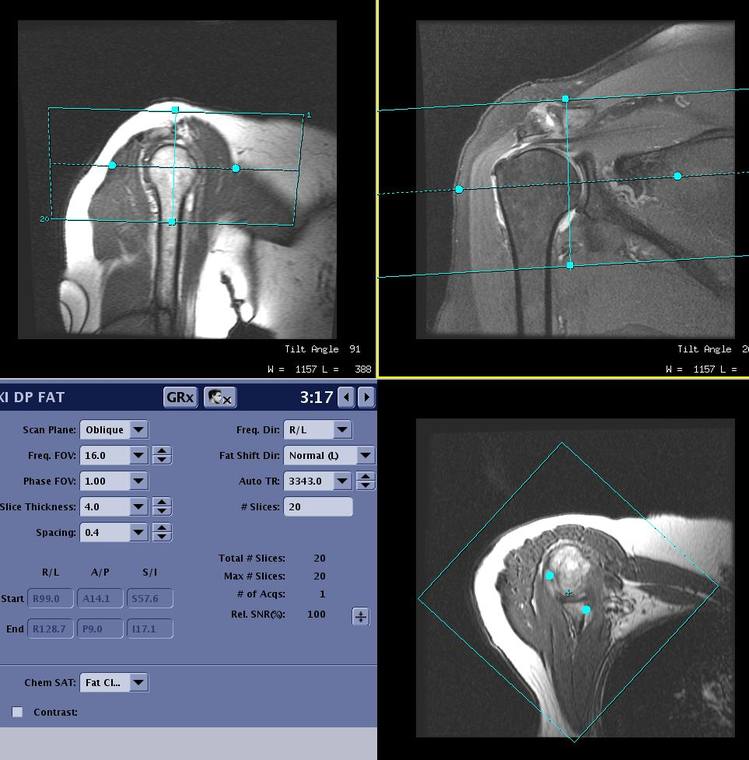 1
20
Tilt Angle 91
W = 1157 L = 388
Tilt Angle
W = 1157 L =
KI DP FAT GRx x 3:17
Scan Plane: Oblique Freq. Dir: R/L
Freq. FOV: 16.0 Fat Shift Dir: Normal (L)
Phase FOV: 1.00 Auto TR: 3343.0
Slice Thickness: 4.0 # Slices: 20
Spacing: 0.4
Total # Slices: 20
R/L A/P S/I Max # Slices: 20
# of Acqs: 1
Start R99.0 A14.1 S57.6
Rel. SNR(%): 100
End R128.7 P9.0 I17.1
Chem SAT: Fat Cl...
Contrast: